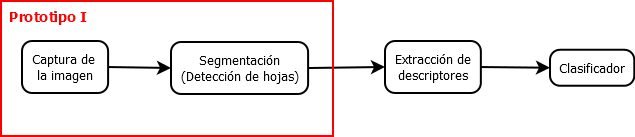 Prototipo I
Captura de
la imagen
Segmentación
(Detección de hojas)
Extracción de
descriptores
Clasificador